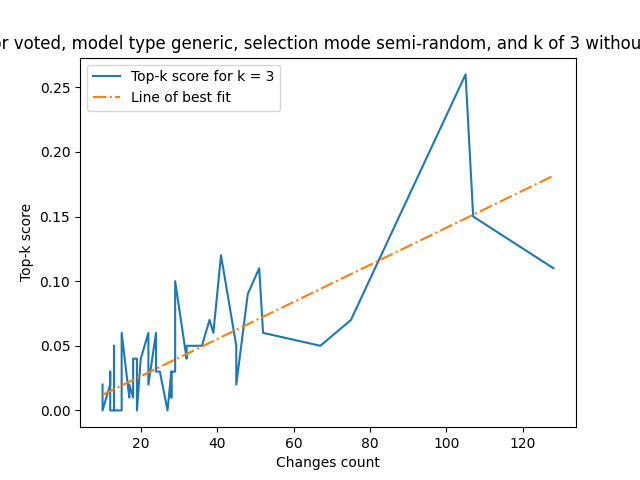 or voted, model type generic, selection mode semi-random, and k of 3 withou
Top-k score for k = 3
Line of best fit
0.25
0.20
0.15
0.10
0.05
0.00
Top-k score
20 40 60 80 100 120
Changes count